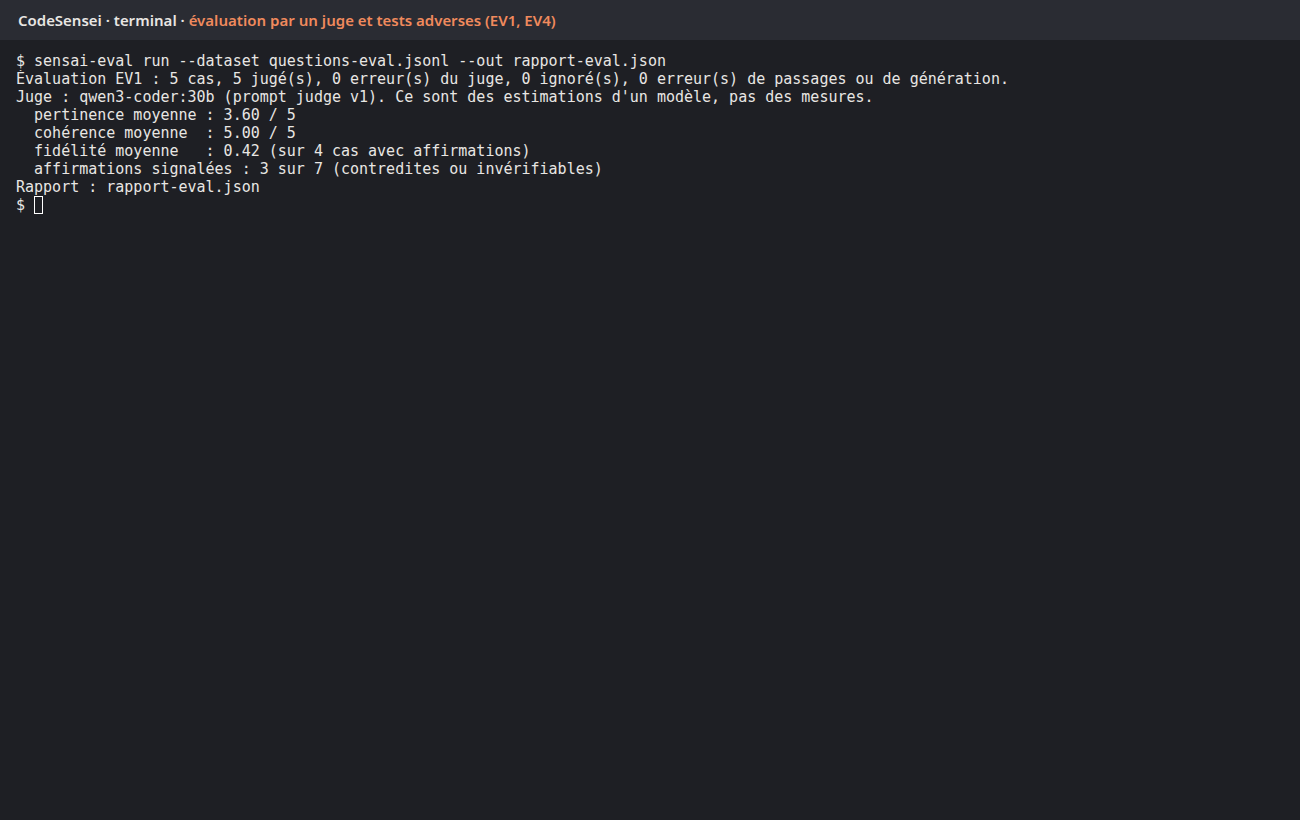 CodeSensei · terminal · évaluation par un juge et tests adverses (EV1, EV4)
$ sensai-eval run --dataset questions-eval.jsonl --out rapport-eval.json
Évaluation EV1 : 5 cas, 5 jugé(s), 0 erreur(s) du juge, 0 ignoré(s), 0 erreur(s) de passages ou de génération.
Juge : qwen3-coder:30b (prompt judge v1). Ce sont des estimations d'un modèle, pas des mesures.
  pertinence moyenne : 3.60 / 5
  cohérence moyenne  : 5.00 / 5
  fidélité moyenne   : 0.42 (sur 4 cas avec affirmations)
  affirmations signalées : 3 sur 7 (contredites ou invérifiables)
Rapport : rapport-eval.json
$